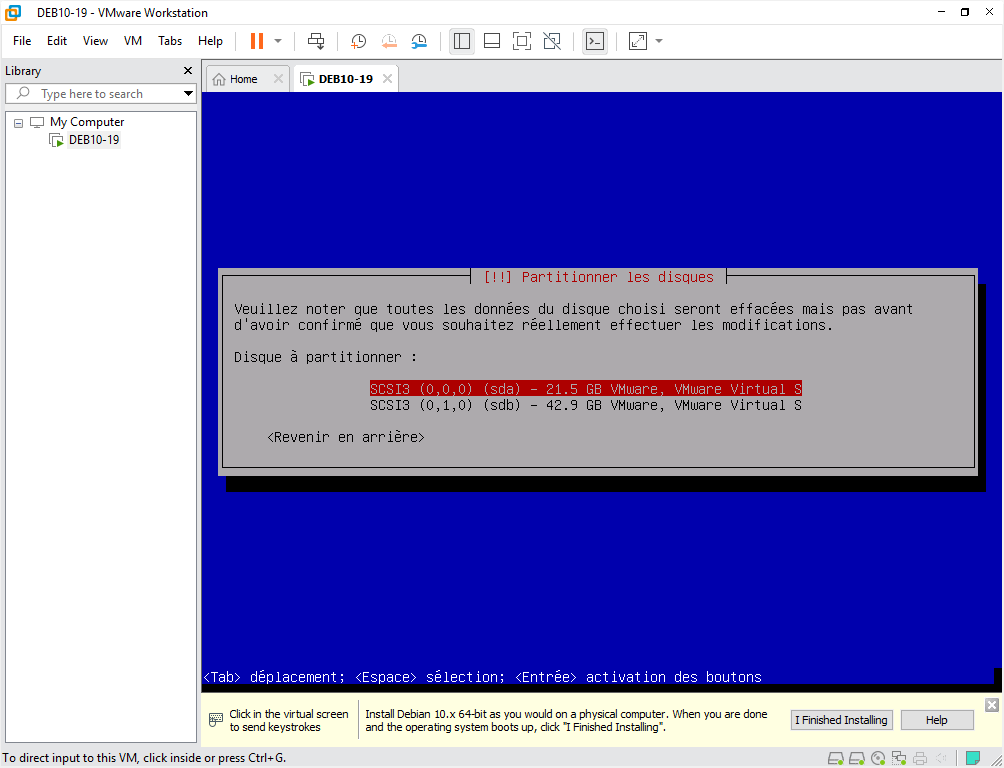 DEB10-19 - VMware Workstation
File Edit View VM Tabs Help
Library
Type here to search
My Computer
DEB10-19
Home
DEB10-19
[!!] Partitionner les disques
Veuillez noter que toutes les données du disque choisi seront effacées mais pas avant
d'avoir confirmé que vous souhaitez réellement effectuer les modifications.
Disque à partitionner :
SCSI3 (0,0,0) (sda) - 21.5 GB VMware, VMware Virtual S
SCSI3 (0,1,0) (sdb) - 42.9 GB VMware, VMware Virtual S
<Revenir en arrière>
<Tab> déplacement; <Espace> sélection; <Entrée> activation des boutons
Click in the virtual screen
to send keystrokes
Install Debian 10.x 64-bit as you would on a physical computer. When you are done
and the operating system boots up, click "I Finished Installing".
I Finished Installing
Help
To direct input to this VM, click inside or press Ctrl+G.